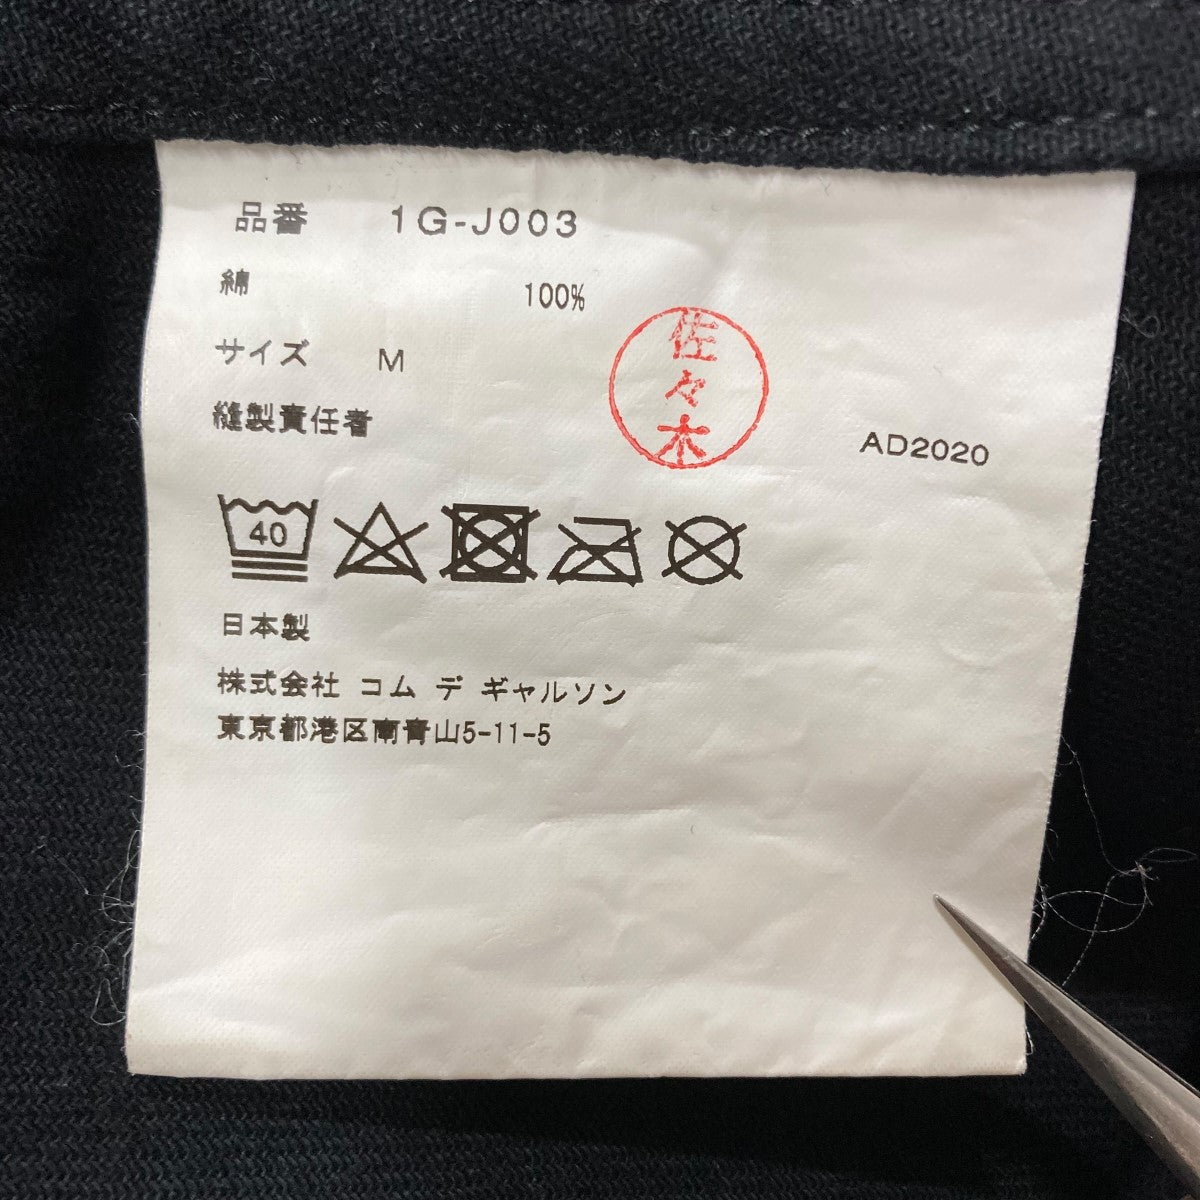 品番 1G-J003
綿 100%
サイズ M
縫製責任者
佐々木
AD2020
40
日本製
株式会社 コム デ ギャルソン
東京都港区南青山5-11-5